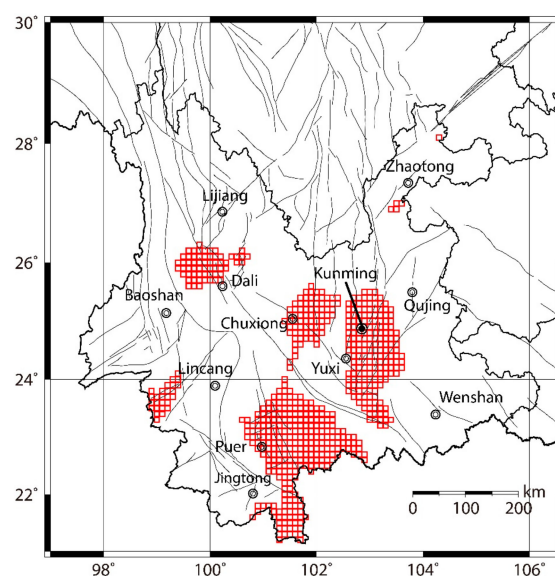 30°
28°
Zhaotong
Lijiang
26°
Kunming
Dali
Baoshan
Qujing
Chuxiong
Lincang
Yuxi
24°
Wenshan
Puer
Jingtong
22°
km
0
100
200
98°
100°
102°
104°
106°